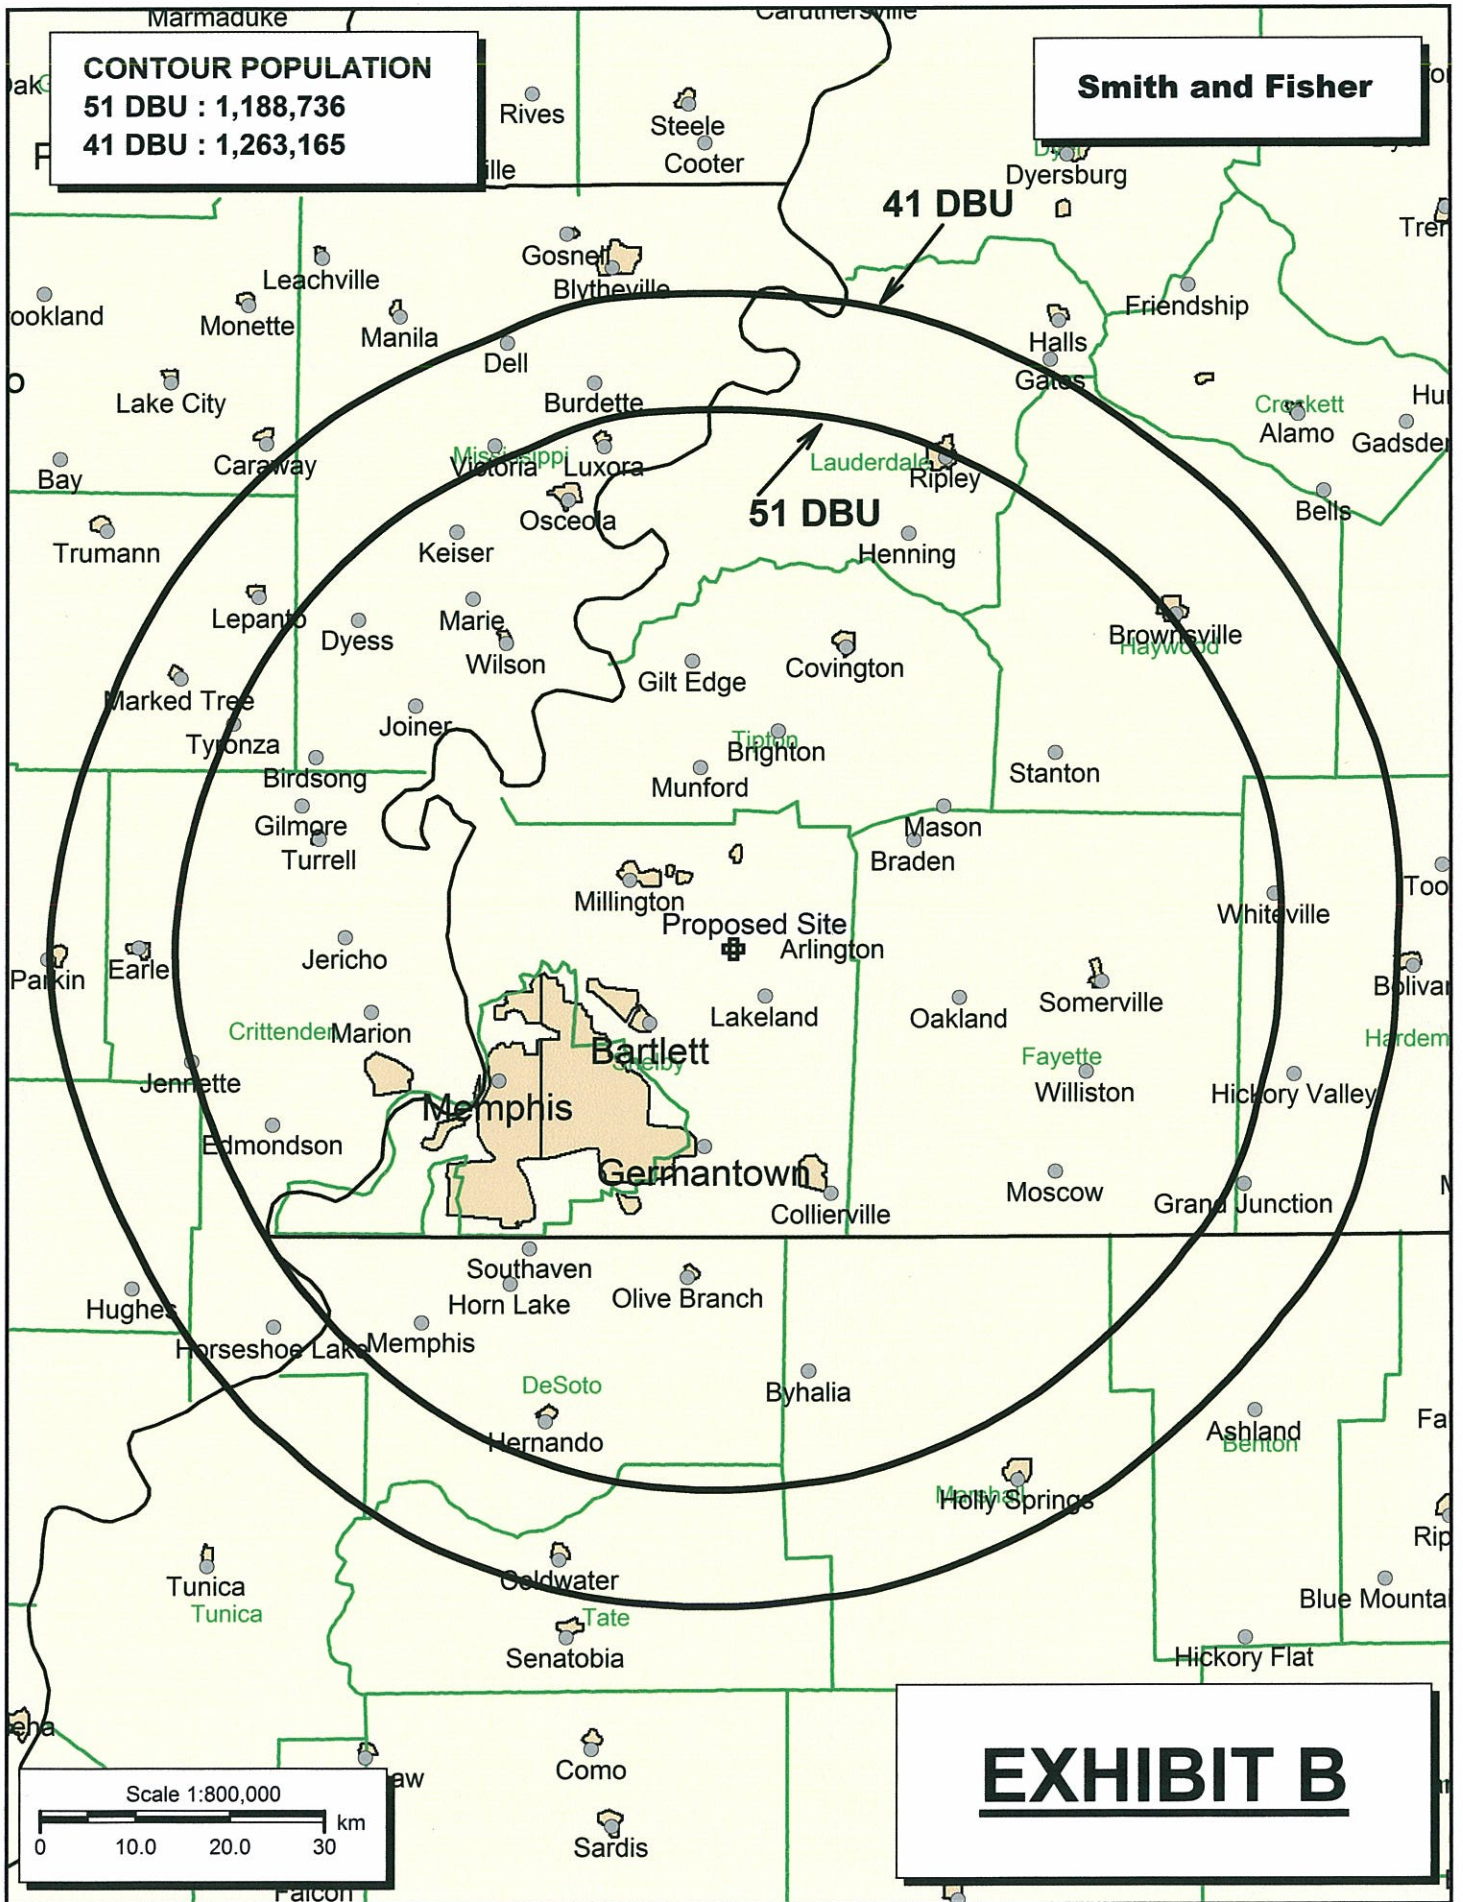 Marmaduke
Caruthersville
CONTOUR POPULATION
51 DBU : 1,188,736
41 DBU : 1,263,165
Smith and Fisher
Rives
Steele
Cooter
Dyersburg
41 DBU
Gosnell
Blytheville
Leachville
Monette
Manila
Friendship
Halls
Dell
Gates
Lake City
Burdette
Crockett
Alamo
Caraway
Mississippi
Victoria
Luxora
Lauderdale
Ripley
Bay
Osceola
51 DBU
Bells
Trumann
Keiser
Henning
Lepanto
Dyess
Marie
Wilson
Brownsville
Haywood
Gilt Edge
Covington
Marked Tree
Joiner
Tyronza
Tipton
Brighton
Birdsong
Munford
Stanton
Gilmore
Turrell
Mason
Braden
Millington
Whiteville
Proposed Site
Arlington
Jericho
Parkin
Earle
Somerville
Lakeland
Oakland
Crittenden
Marion
Bartlett
Shelby
Fayette
Williston
Jennette
Hickory Valley
Memphis
Edmondson
Germantown
Moscow
Grand Junction
Collierville
Southaven
Horn Lake
Olive Branch
Hughes
Horseshoe Lake
Memphis
DeSoto
Byhalia
Hernando
Ashland
Benton
Marshall
Holly Springs
Tunica
Tunica
Coldwater
Tate
Senatobia
Blue Mounta
Hickory Flat
Como
Sardis
Scale 1:800,000
km
0 10.0 20.0 30
EXHIBIT B
Falcon